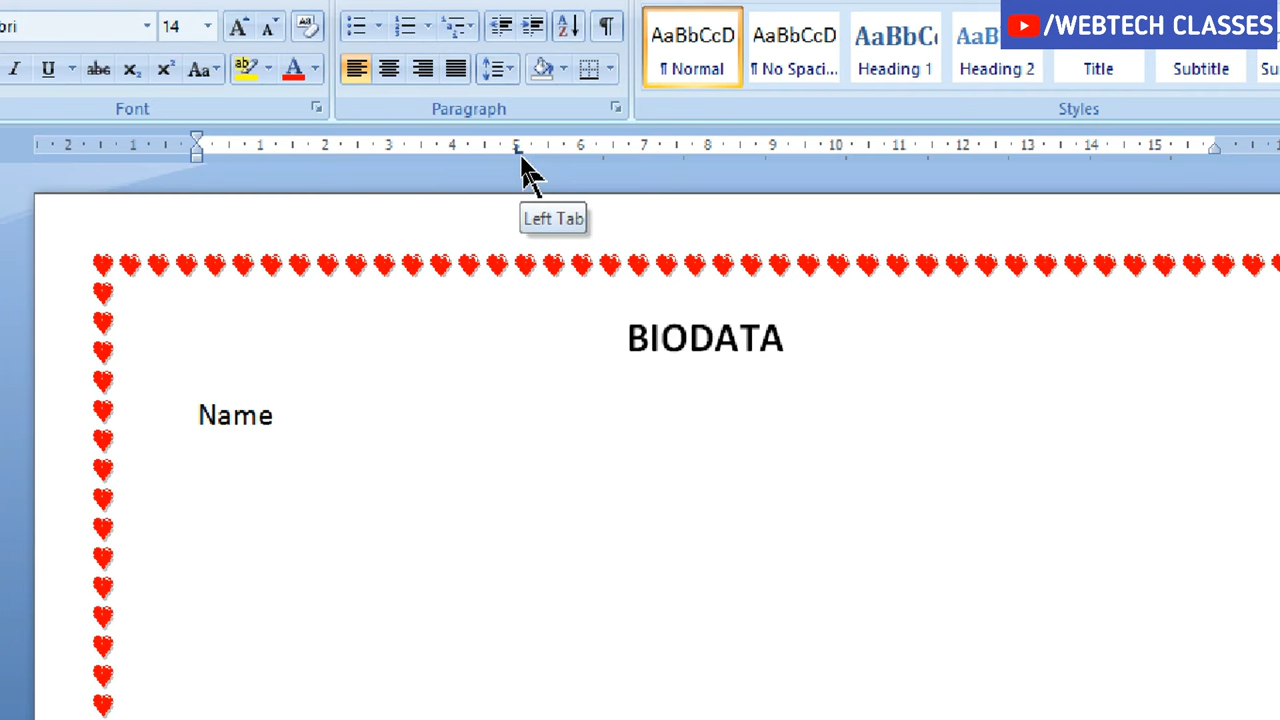 /WEBTECH CLASSES
14
Aa
AaBbCcD AaBbCcD AaBbC
¶ Normal ¶ No Spaci... Heading 1 Heading 2 Title Subtitle
Font Paragraph Styles
2 1 1 2 3 4 5 6 7 8 9 10 11 12 13 14 15
Left Tab
BIODATA
Name